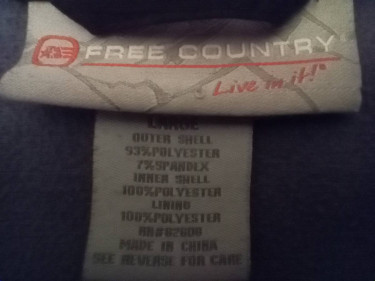 FREE COUNTRY
Live in it!®
LARGE
OUTER SHELL
93%POLYESTER
7%SPANDEX
INNER SHELL
100%POLYESTER
LINING
100%POLYESTER
RN#82600
MADE IN CHINA
SEE REVERSE FOR CARE